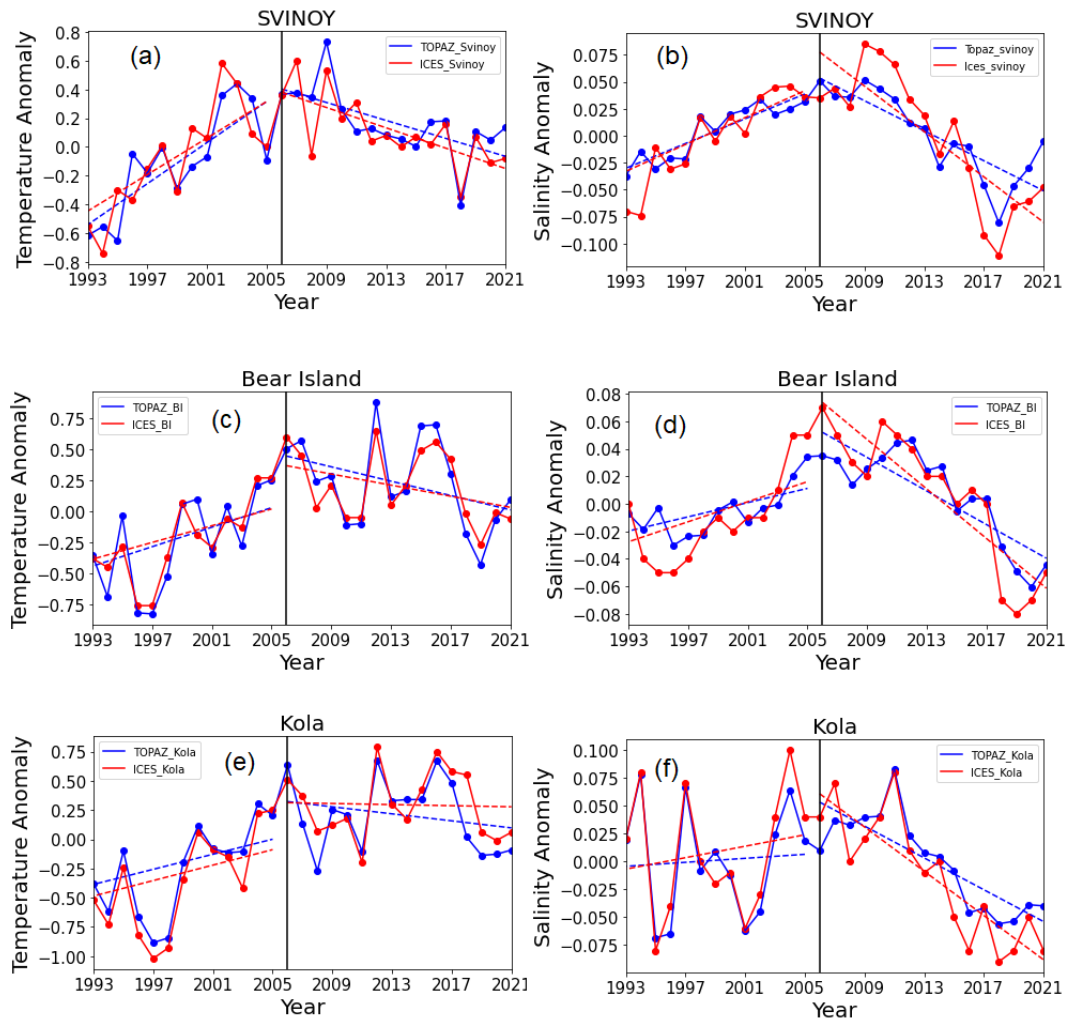 SVINOY
(a)
TOPAZ_Svinoy
ICES_Svinoy
Temperature Anomaly
0.8
0.6
0.4
0.2
0.0
−0.2
−0.4
−0.6
−0.8
1993 1997 2001 2005 2009 2013 2017 2021
Year
SVINOY
(b)
Topaz_svinoy
Ices_svinoy
Salinity Anomaly
0.075
0.050
0.025
0.000
−0.025
−0.050
−0.075
−0.100
1993 1997 2001 2005 2009 2013 2017 2021
Year
Bear Island
TOPAZ_BI
ICES_BI
(c)
Temperature Anomaly
0.75
0.50
0.25
0.00
−0.25
−0.50
−0.75
1993 1997 2001 2005 2009 2013 2017 2021
Year
Bear Island
TOPAZ_BI
ICES_BI
(d)
Salinity Anomaly
0.08
0.06
0.04
0.02
0.00
−0.02
−0.04
−0.06
−0.08
1993 1997 2001 2005 2009 2013 2017 2021
Year
Kola
TOPAZ_Kola
ICES_Kola
(e)
Temperature Anomaly
0.75
0.50
0.25
0.00
−0.25
−0.50
−0.75
−1.00
1993 1997 2001 2005 2009 2013 2017 2021
Year
Kola
(f)
TOPAZ_Kola
ICES_Kola
Salinity Anomaly
0.100
0.075
0.050
0.025
0.000
−0.025
−0.050
−0.075
1993 1997 2001 2005 2009 2013 2017 2021
Year